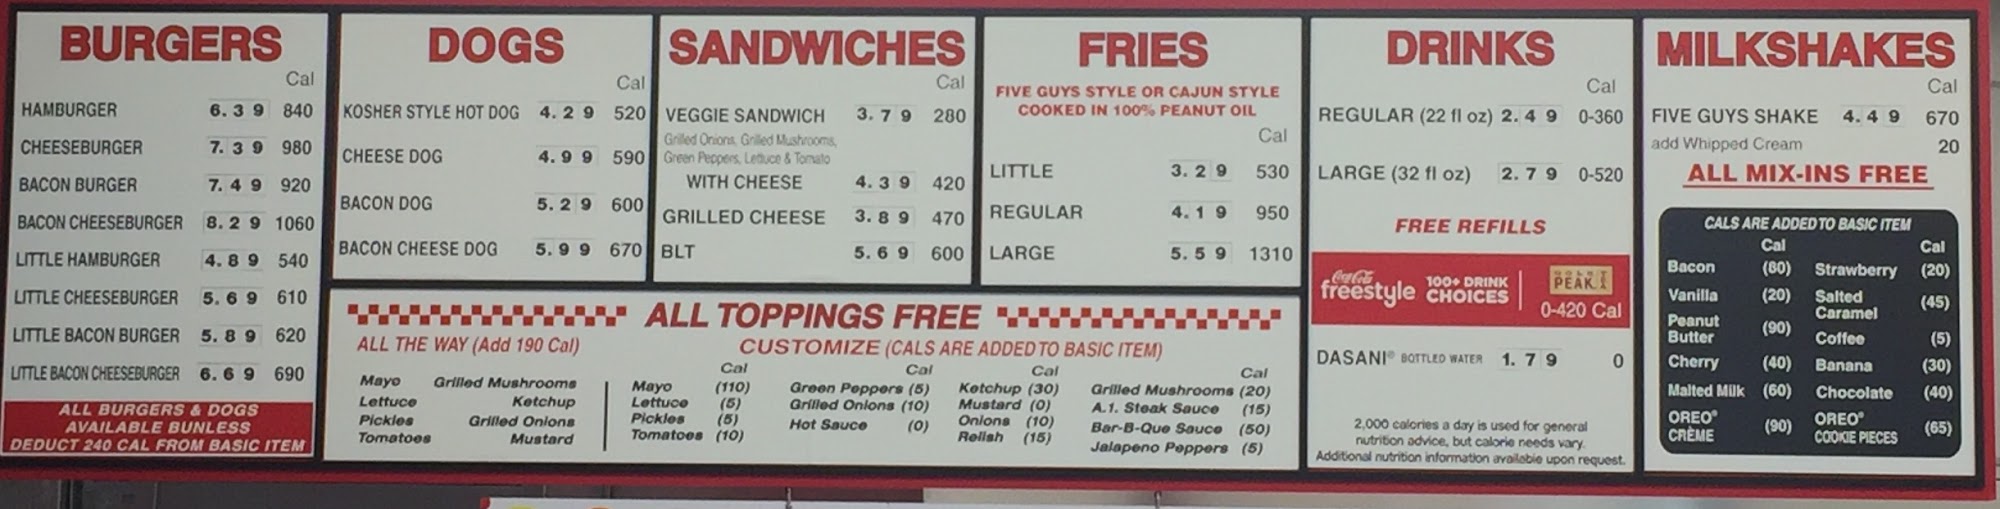 BURGERS
Cal
HAMBURGER 6.39 840
CHEESEBURGER 7.39 980
BACON BURGER 7.49 920
BACON CHEESEBURGER 8.29 1060
LITTLE HAMBURGER 4.89 540
LITTLE CHEESEBURGER 5.69 610
LITTLE BACON BURGER 5.89 620
LITTLE BACON CHEESEBURGER 6.69 690
ALL BURGERS & DOGS
AVAILABLE BUNLESS
DEDUCT 240 CAL FROM BASIC ITEM
DOGS
Cal
KOSHER STYLE HOT DOG 4.29 520
CHEESE DOG 4.99 590
BACON DOG 5.29 600
BACON CHEESE DOG 5.99 670
SANDWICHES
Cal
VEGGIE SANDWICH 3.79 280
Grilled Onions, Grilled Mushrooms,
Green Peppers, Lettuce & Tomato
WITH CHEESE 4.39 420
GRILLED CHEESE 3.89 470
BLT 5.69 600
FRIES
FIVE GUYS STYLE OR CAJUN STYLE
COOKED IN 100% PEANUT OIL
Cal
LITTLE 3.29 530
REGULAR 4.19 950
LARGE 5.59 1310
ALL TOPPINGS FREE
ALL THE WAY (Add 190 Cal)
Mayo Grilled Mushrooms
Lettuce Ketchup
Pickles Grilled Onions
Tomatoes Mustard
CUSTOMIZE (CALS ARE ADDED TO BASIC ITEM)
Cal
Mayo (110)
Lettuce (5)
Pickles (5)
Tomatoes (10)
Cal
Green Peppers (5)
Grilled Onions (10)
Hot Sauce (0)
Cal
Ketchup (30)
Mustard (0)
Onions (10)
Relish (15)
Cal
Grilled Mushrooms (20)
A.1. Steak Sauce (15)
Bar-B-Que Sauce (50)
Jalapeno Peppers (5)
DRINKS
Cal
REGULAR (22 fl oz) 2.49 0-360
LARGE (32 fl oz) 2.79 0-520
FREE REFILLS
Coca-Cola
freestyle
100+ DRINK
CHOICES
GOLD
PEAK
0-420 Cal
DASANI® BOTTLED WATER 1.79 0
2,000 calories a day is used for general
nutrition advice, but calorie needs vary.
Additional nutrition information available upon request.
MILKSHAKES
Cal
FIVE GUYS SHAKE 4.49 670
add Whipped Cream 20
ALL MIX-INS FREE
CALS ARE ADDED TO BASIC ITEM
Cal
Bacon (80)
Vanilla (20)
Peanut
Butter (90)
Cherry (40)
Malted Milk (60)
OREO®
CRÈME (90)
Cal
Strawberry (20)
Salted
Caramel (45)
Coffee (5)
Banana (30)
Chocolate (40)
OREO®
COOKIE PIECES (65)